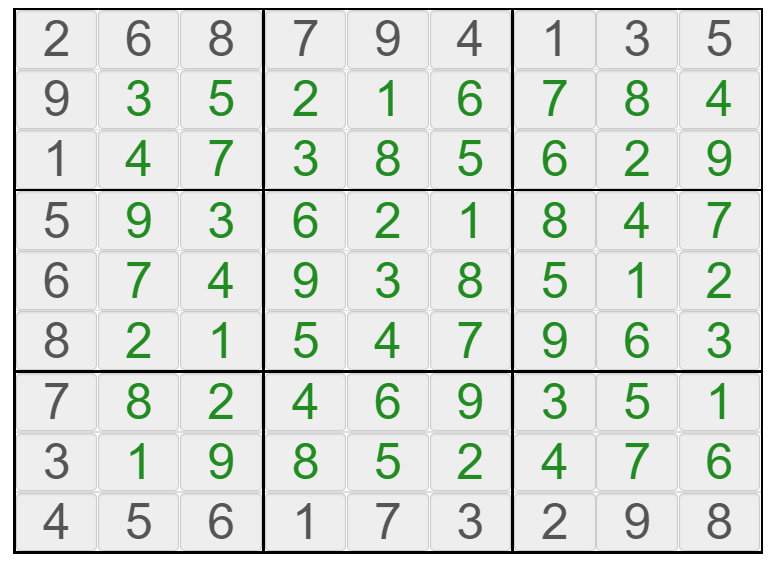 2 6 8 7 9 4 1 3 5
9 3 5 2 1 6 7 8 4
1 4 7 3 8 5 6 2 9
5 9 3 6 2 1 8 4 7
6 7 4 9 3 8 5 1 2
8 2 1 5 4 7 9 6 3
7 8 2 4 6 9 3 5 1
3 1 9 8 5 2 4 7 6
4 5 6 1 7 3 2 9 8